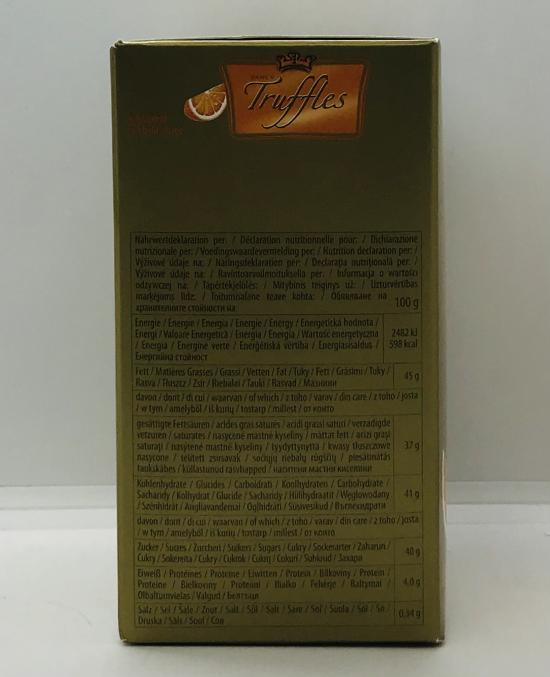 FANCY
Truffles
Nährwertdeklaration per: / Déclaration nutritionnelle pour: / Dichiarazione
nutrizionale per: / Voedingswaardevermelding per: / Nutrition declaration per: /
Výživové údaje na: / Näringsdeklaration per: / Declarația nutrițională per: /
Výživové údaje na: / Ravintoarvoilmoituksella per: / Informacja o wartości
odżywczej na: / Tápértékjelölés: / Mitybinis teiginys už: / Uzturvērtības
marķējums līdz: / Toitumisalane teave kohta: / Обявяване на
хранителните стойности на:
100 g
Energie / Énergie / Energia / Energie / Energy / Energetická hodnota /
Energi / Valoare Energetică / Energia / Energia / Wartość energetyczna
/ Energia / Energinė vertė / Enerģētiskā vērtība / Energiasisaldus /
Енергийна стойност
2482 kJ
598 kcal
Fett / Matières Grasses / Grassi / Vetten / Fat / Tuky / Fett / Grăsimi / Tuky /
Rasva / Tłuszcz / Zsír / Riebalai / Tauki / Rasvad / Мазнини
45 g
davon / dont / di cui / waarvan / of which / z toho / varav / din care / z toho / josta
/ w tym / amelyből / iš kurių / tostarp / millest / от които
gesättigte Fettsäuren / acides gras saturés / acidi grassi saturi / verzadigde
vetzuren / saturates / nasycené mastné kyseliny / mättat fett / acizi grași
saturați / nasýtené mastné kyseliny / tyydyttynyttä / kwasy tłuszczowe
nasycone / telített zsírsavak / sočiųjų riebalų rūgščių / piesātinātās
taukskābes / küllastunud rasvhapped / наситени мастни киселини
37 g
Kohlenhydrate / Glucides / Carboidrati / Koolhydraten / Carbohydrate /
Sacharidy / Kolhydrat / Glucide / Sacharidy / Hiilihydraatit / Węglowodany
/ Szénhidrát / Angliavandeniai / Ogļhidrāti / Süsivesikud / Въглехидрати
41 g
davon / dont / di cui / waarvan / of which / z toho / varav / din care / z toho / josta
/ w tym / amelyből / iš kurių / tostarp / millest / от които
Zucker / Sucres / Zuccheri / Suikers / Sugars / Cukry / Sockerarter / Zaharuri /
Cukry / Sokereita / Cukry / Cukrok / Cukrų / Cukuri / Suhkrud / Захари
40 g
Eiweiß / Protéines / Proteine / Eiwitten / Protein / Bílkoviny / Protein /
Proteine / Bielkoviny / Proteiini / Białko / Fehérje / Baltymai /
Olbaltumvielas / Valgud / Белтъци
4,0 g
Salz / Sel / Sale / Zout / Salt / Sůl / Salt / Sare / Soľ / Suola / Sól / Só /
Druska / Sāls / Sool / Сол
0,34 g